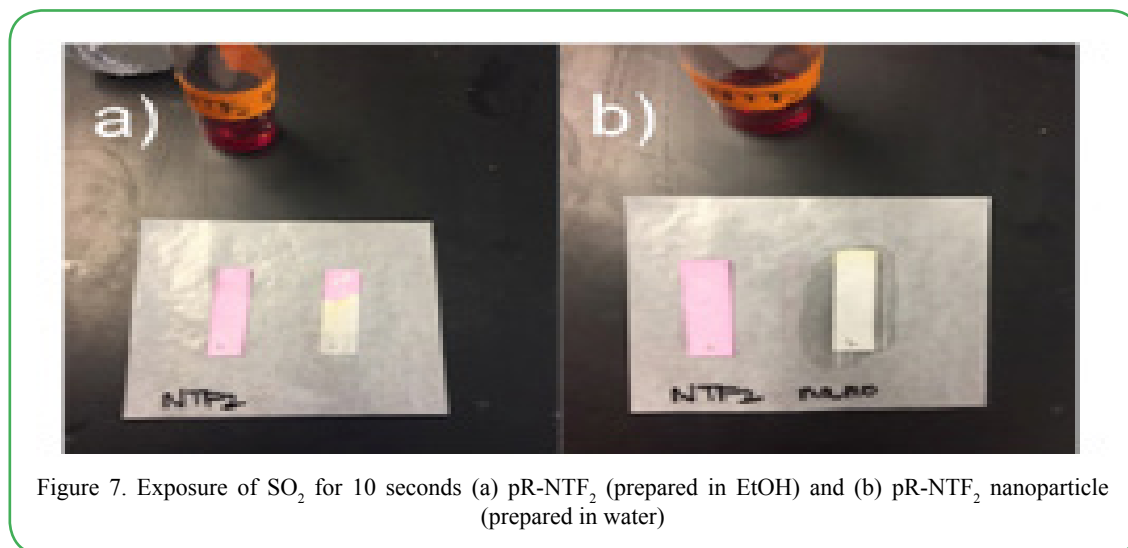 a)
b)
NTF2
NTF2 nano
Figure 7. Exposure of SO2 for 10 seconds (a) pR-NTF2 (prepared in EtOH) and (b) pR-NTF2 nanoparticle
(prepared in water)